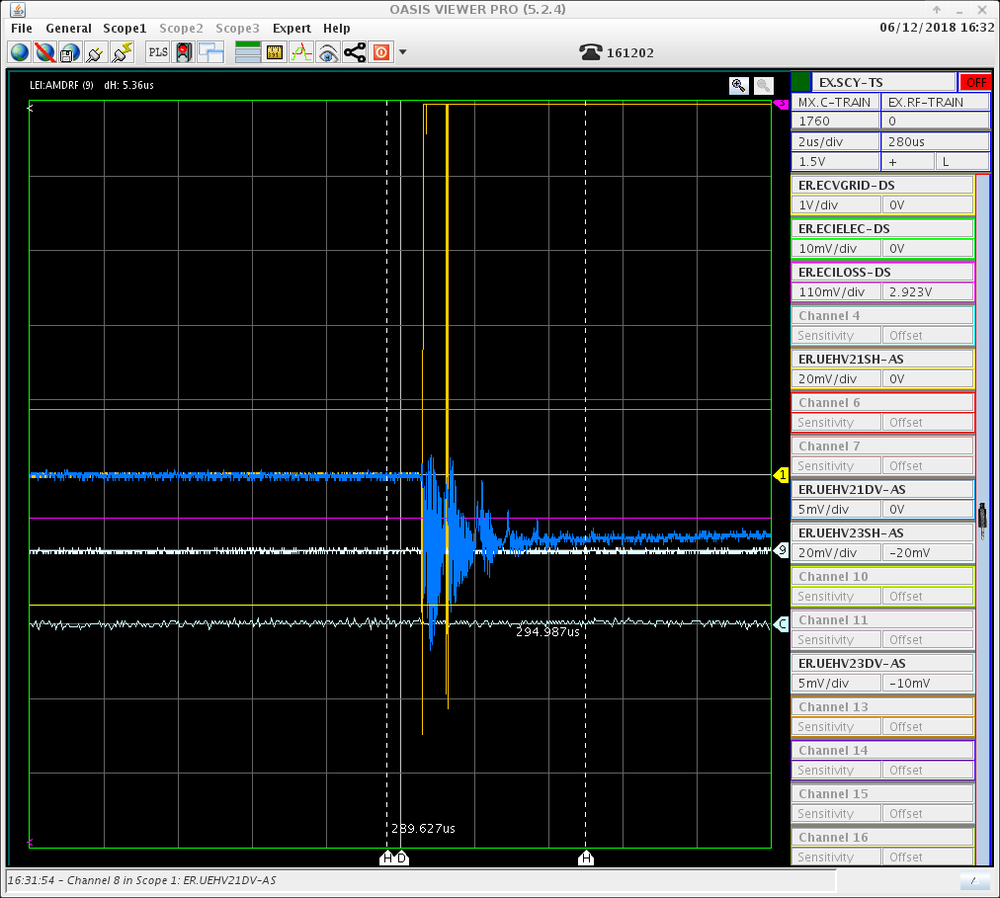 OASIS VIEWER PRO (5.2.4)
File General Scope1 Scope2 Scope3 Expert Help
06/12/2018 16:32
PLS
161202
LEI:AMDRF (9) dH: 5.36us
EX.SCY-TS OFF
MX.C-TRAIN EX.RF-TRAIN
1760 0
2us/div 280us
1.5V + L
ER.ECVGRID-DS
1V/div 0V
ER.ECIELEC-DS
10mV/div 0V
ER.ECILOSS-DS
110mV/div 2.923V
Channel 4
Sensitivity Offset
ER.UEHV21SH-AS
20mV/div 0V
Channel 6
Sensitivity Offset
Channel 7
Sensitivity Offset
ER.UEHV21DV-AS
5mV/div 0V
ER.UEHV23SH-AS
20mV/div -20mV
Channel 10
Sensitivity Offset
Channel 11
Sensitivity Offset
ER.UEHV23DV-AS
5mV/div -10mV
Channel 13
Sensitivity Offset
Channel 14
Sensitivity Offset
Channel 15
Sensitivity Offset
Channel 16
Sensitivity Offset
1
9
C
294.987us
289.627us
H D H
16:31:54 - Channel 8 in Scope 1: ER.UEHV21DV-AS